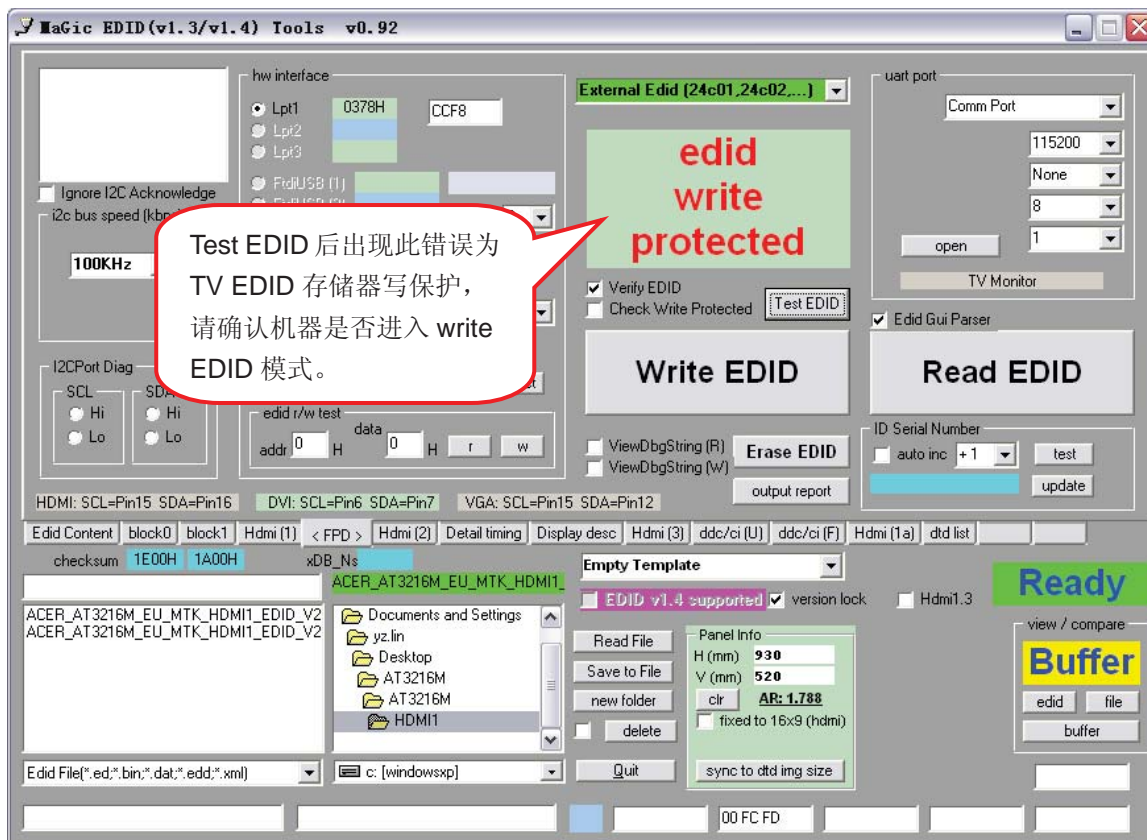 MaGic EDID(v1.3/v1.4) Tools v0.92
Ignore I2C Acknowledge
i2c bus speed
100KHz
I2CPort Diag
SCL
SDA
Hi
Hi
Lo
Lo
hw interface
Lpt1
0378H
CCF8
Lpt2
Lpt3
FtdiUSB (1)
Test EDID 后出现此错误为
TV EDID 存储器写保护，
请确认机器是否进入 write
EDID 模式。
edid r/w test
addr
0
H
data
0
H
r
w
External Edid (24c01,24c02,...)
edid
write
protected
Verify EDID
Check Write Protected
Test EDID
Write EDID
ViewDbgString (R)
ViewDbgString (W)
Erase EDID
output report
uart port
Comm Port
115200
None
8
1
open
TV Monitor
Edid Gui Parser
Read EDID
ID Serial Number
auto inc
+1
test
update
HDMI: SCL=Pin15 SDA=Pin16
DVI: SCL=Pin6 SDA=Pin7
VGA: SCL=Pin15 SDA=Pin12
Edid Content
block0
block1
Hdmi (1)
< FPD >
Hdmi (2)
Detail timing
Display desc
Hdmi (3)
ddc/ci (U)
ddc/ci (F)
Hdmi (1a)
dtd list
checksum
1E00H
1A00H
xDB_Ns
ACER_AT3216M_EU_MTK_HDMI1_
ACER_AT3216M_EU_MTK_HDMI1_EDID_V2
ACER_AT3216M_EU_MTK_HDMI1_EDID_V2
Documents and Settings
yz.lin
Desktop
AT3216M
AT3216M
HDMI1
Edid File(*.ed;*.bin;*.dat;*.edd;*.xml)
c: [windowsxp]
Empty Template
EDID v1.4 supported
version lock
Hdmi1.3
Read File
Save to File
new folder
delete
Quit
Panel Info
H (mm)
930
V (mm)
520
clr
AR: 1.788
fixed to 16x9 (hdmi)
sync to dtd img size
Ready
view / compare
Buffer
edid
file
buffer
00 FC FD